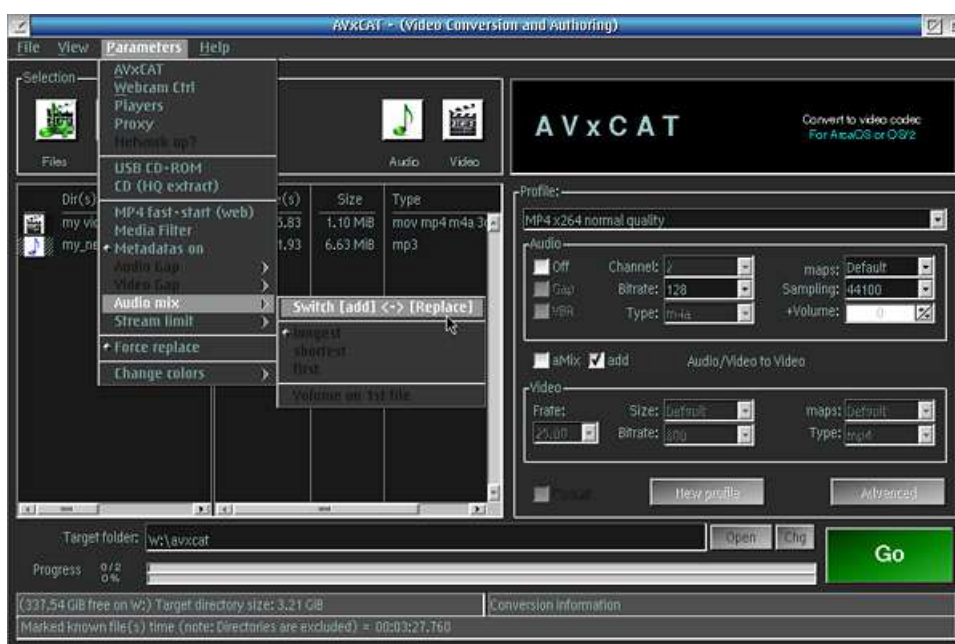 AVxCAT - (Video Conversion and Authoring)
File View Parameters Help
AVxCAT
Webcam Ctrl
Players
Proxy
Network up?
USB CD-ROM
CD (HQ extract)
MP4 fast-start (web)
Media Filter
Metadatas on
Audio Gap
Video Gap
Audio mix
Stream limit
Force replace
Change colors
Switch [add] <-> [Replace]
longest
shortest
first
Volume on 1st file
Selection
Files
Audio Video
AVxCAT
Convert to video codec
For ArcaOS or OS/2
Dir(s) (s) Size Type
my 5.83 1.10 MiB mov mp4 m4a
my_ne 1.93 6.63 MiB mp3
Profile:
MP4 x264 normal quality
Audio
Off Channel: 2 maps: Default
Gap Bitrate: 128 Sampling: 44100
VBR Type: m4a +Volume: 0 %
aMix add Audio/Video to Video
Video
Frate: Size: Default maps: Default
25.00 Bitrate: 800 Type: mp4
New profile Advanced
Target folder: w:\avxcat Open Chg
Go
Progress 0/2
0 %
(337.54 GiB free on W:) Target directory size: 3.21 GiB Conversion information
Marked known file(s) time (note: Directories are excluded) = 00:03:27.760